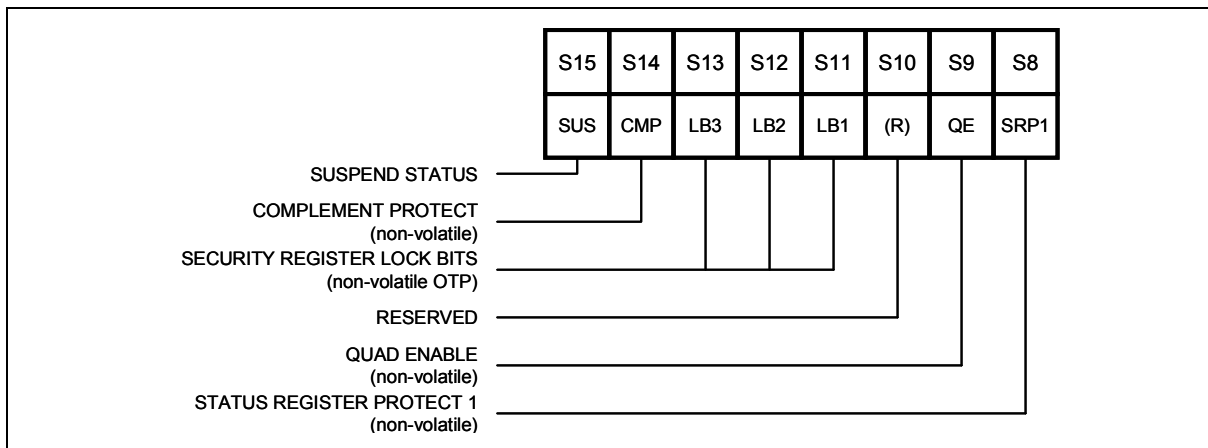 S15 S14 S13 S12 S11 S10 S9 S8
SUS CMP LB3 LB2 LB1 (R) QE SRP1
SUSPEND STATUS
COMPLEMENT PROTECT
(non-volatile)
SECURITY REGISTER LOCK BITS
(non-volatile OTP)
RESERVED
QUAD ENABLE
(non-volatile)
STATUS REGISTER PROTECT 1
(non-volatile)